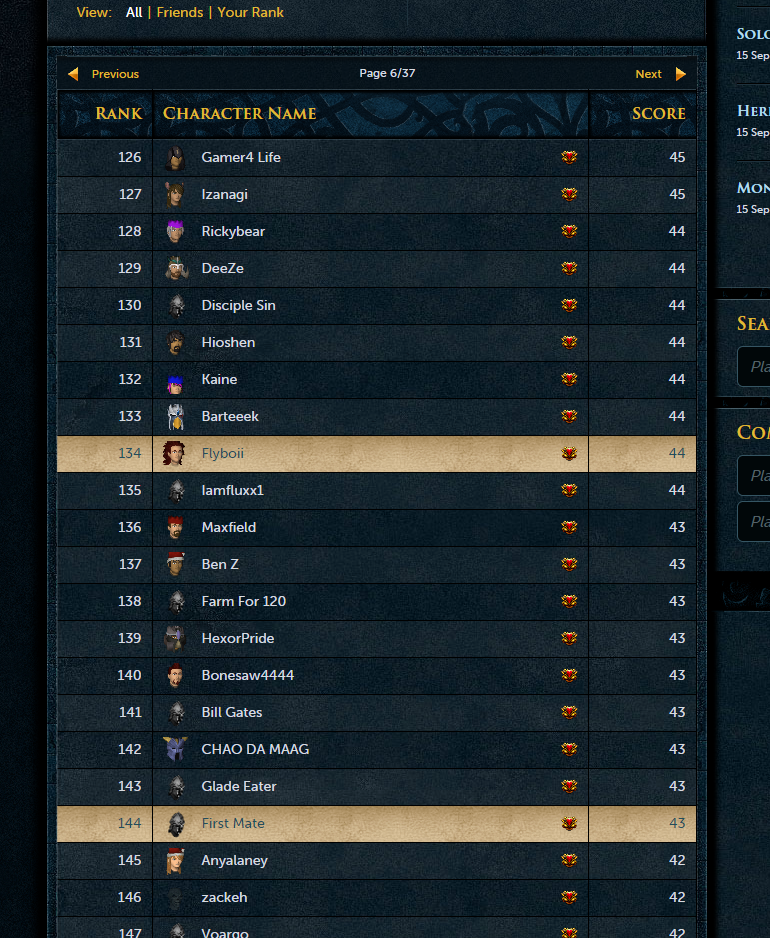 View: All | Friends | Your Rank
Previous Page 6/37 Next
Rank Character Name Score
126 Gamer4 Life 45
127 Izanagi 45
128 Rickybear 44
129 DeeZe 44
130 Disciple Sin 44
131 Hioshen 44
132 Kaine 44
133 Barteeek 44
134 Flyboii 44
135 Iamfluxx1 44
136 Maxfield 43
137 Ben Z 43
138 Farm For 120 43
139 HexorPride 43
140 Bonesaw4444 43
141 Bill Gates 43
142 CHAO DA MAAG 43
143 Glade Eater 43
144 First Mate 43
145 Anyalaney 42
146 zackeh 42
147 Voargo 42
15 Sep
15 Sep
15 Sep